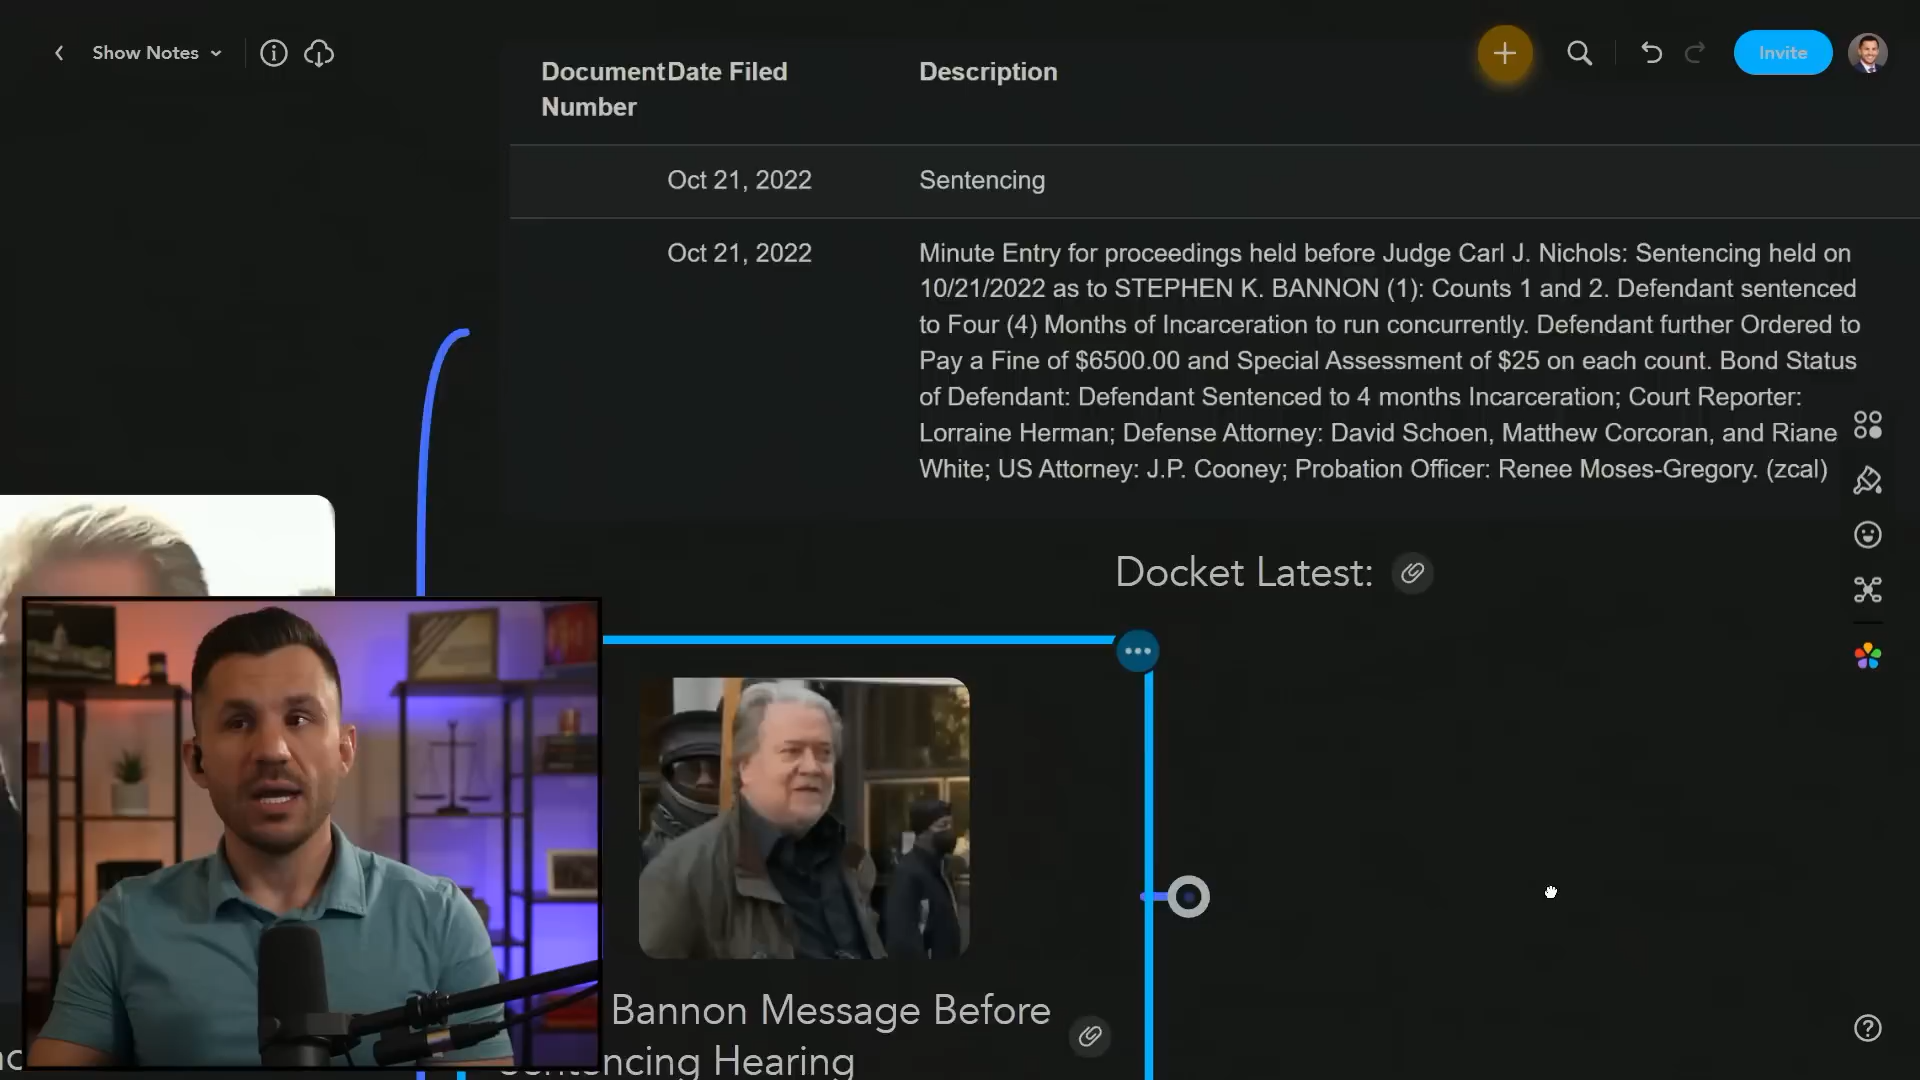 Show Notes
Invite
Document Date Filed Description
Number
Oct 21, 2022 Sentencing
Oct 21, 2022 Minute Entry for proceedings held before Judge Carl J. Nichols: Sentencing held on
10/21/2022 as to STEPHEN K. BANNON (1): Counts 1 and 2. Defendant sentenced
to Four (4) Months of Incarceration to run concurrently. Defendant further Ordered to
Pay a Fine of $6500.00 and Special Assessment of $25 on each count. Bond Status
of Defendant: Defendant Sentenced to 4 months Incarceration; Court Reporter:
Lorraine Herman; Defense Attorney: David Schoen, Matthew Corcoran, and Riane
White; US Attorney: J.P. Cooney; Probation Officer: Renee Moses-Gregory. (zcal)
Docket Latest:
Bannon Message Before
ncing Hearing